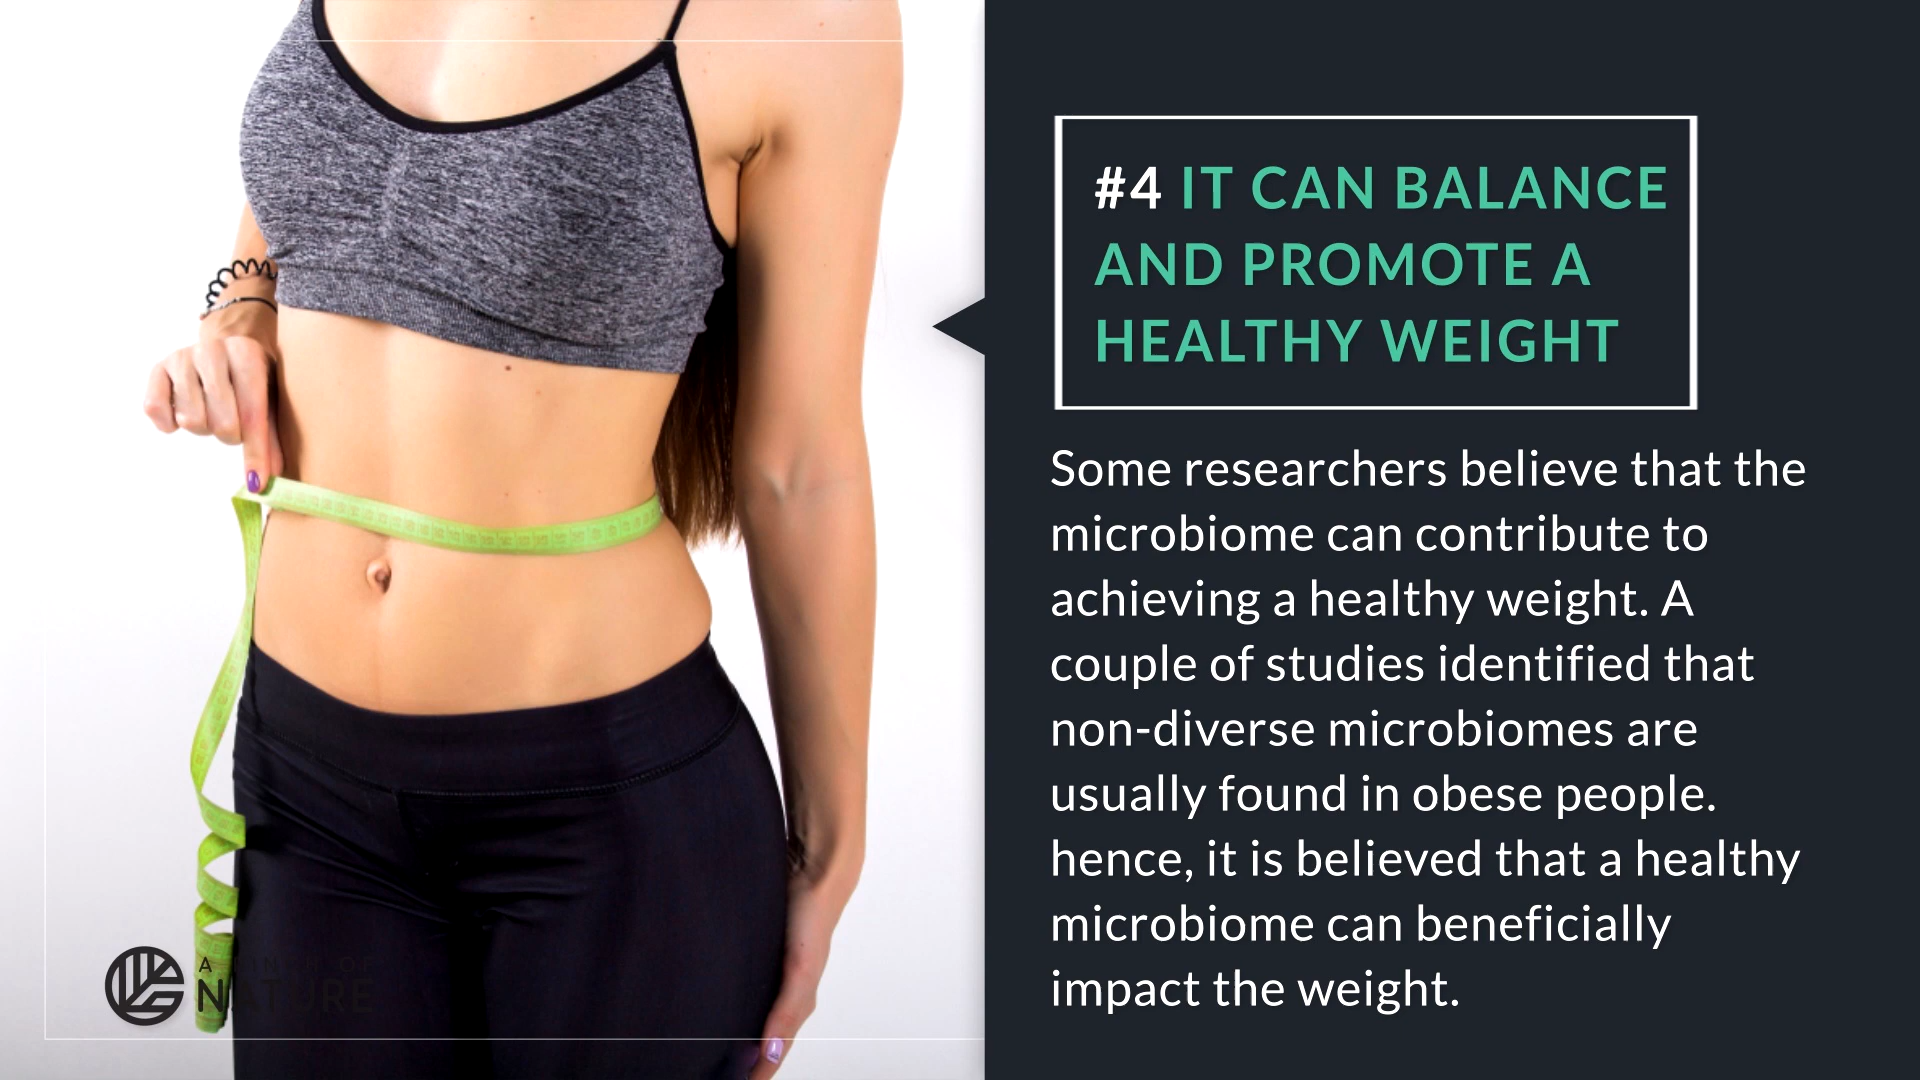 #4 IT CAN BALANCE
AND PROMOTE A
HEALTHY WEIGHT
Some researchers believe that the
microbiome can contribute to
achieving a healthy weight. A
couple of studies identified that
non-diverse microbiomes are
usually found in obese people.
hence, it is believed that a healthy
microbiome can beneficially
impact the weight.
A OF
NATURE